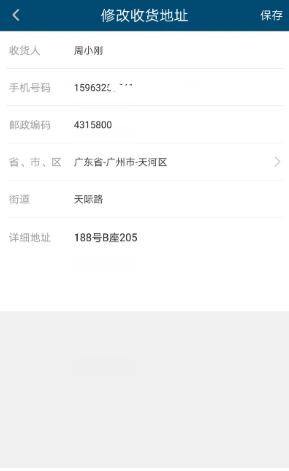 修改收货地址 保存
收货人 周小刚
手机号码 159632
邮政编码 4315800
省、市、区 广东省-广州市-天河区
街道 天际路
详细地址 188号B座205